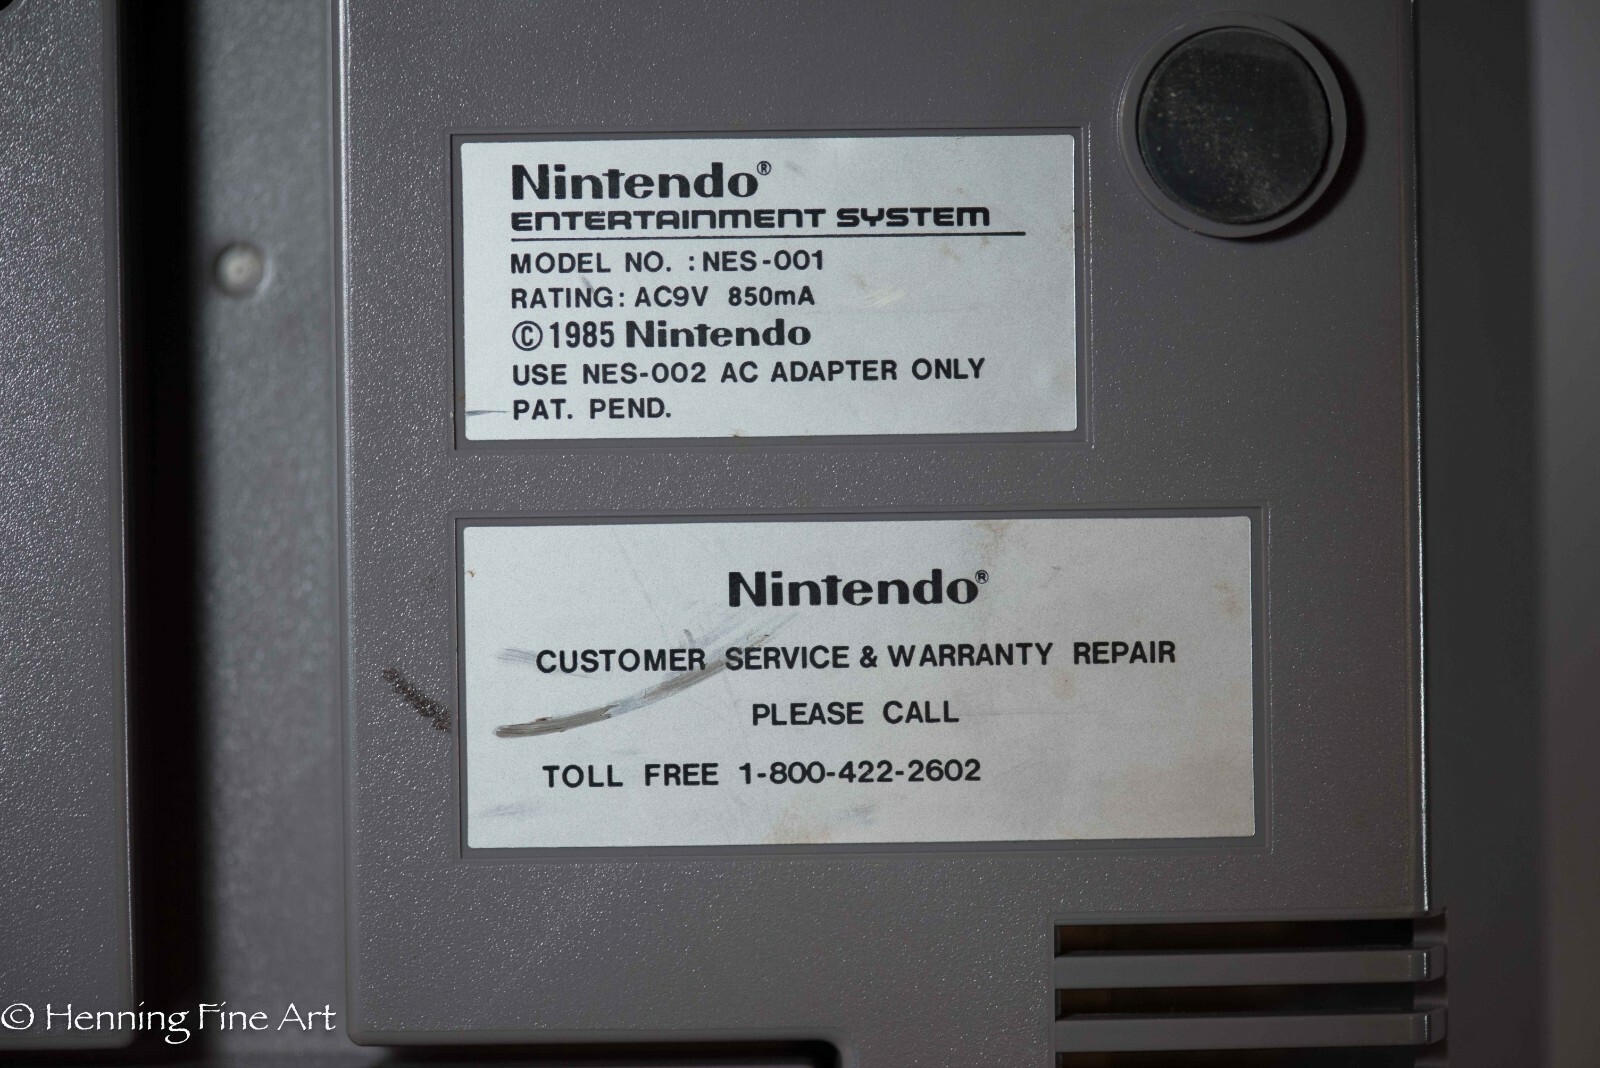 Nintendo®
ENTERTAINMENT SYSTEM
MODEL NO. : NES-001
RATING: AC9V 850mA
©1985 Nintendo
USE NES-002 AC ADAPTER ONLY
PAT. PEND.
Nintendo®
CUSTOMER SERVICE & WARRANTY REPAIR
PLEASE CALL
TOLL FREE 1-800-422-2602
© Henning Fine Art